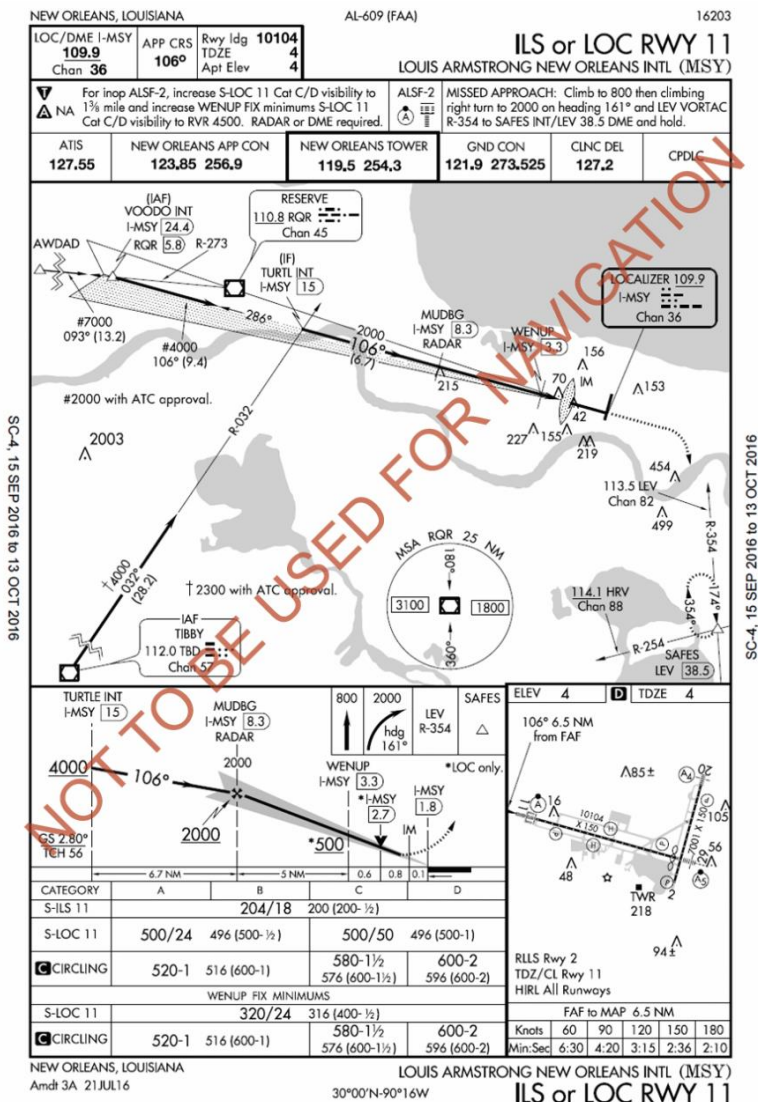 NEW ORLEANS, LOUISIANA
AL-609 (FAA)
16203
LOC/DME I-MSY
109.9
Chan 36
APP CRS
106°
Rwy ldg 10104
TDZE 4
Apt Elev 4
ILS or LOC RWY 11
LOUIS ARMSTRONG NEW ORLEANS INTL (MSY)
T
A NA
For inop ALSF-2, increase S-LOC 11 Cat C/D visibility to
1⅜ mile and increase WENUP FIX minimums S-LOC 11
Cat C/D visibility to RVR 4500. RADAR or DME required.
ALSF-2
A
MISSED APPROACH: Climb to 800 then climbing
right turn to 2000 on heading 161° and LEV VORTAC
R-354 to SAFES INT/LEV 38.5 DME and hold.
ATIS
127.55
NEW ORLEANS APP CON
123.85 256.9
NEW ORLEANS TOWER
119.5 254.3
GND CON
121.9 273.525
CLNC DEL
127.2
CPDLC
(IAF)
VOODO INT
I-MSY 24.4
RQR 5.8
R-273
AWDAD
RESERVE
110.8 RQR
Chan 45
(IF)
TURTL INT
I-MSY 15
LOCALIZER 109.9
I-MSY
Chan 36
#7000
093° (13.2)
286°
#4000
106° (9.4)
2000
106°
(6.7)
MUDBG
I-MSY 8.3
RADAR
215
WENUP
I-MSY 3.3
156
70
IM
42
153
#2000 with ATC approval.
2003
R-032
227
155
219
454
113.5 LEV
Chan 82
499
R-354
†4000
032°
(28.2)
†2300 with ATC approval.
MSA RQR 25 NM
180°
3100
1800
360°
114.1 HRV
Chan 88
354°
174°
R-254
SAFES
LEV 38.5
IAF
TIBBY
112.0 TBD
Chan 57
NOT TO BE USED FOR NAVIGATION
SC-4, 15 SEP 2016 to 13 OCT 2016
SC-4, 15 SEP 2016 to 13 OCT 2016
TURTLE INT
I-MSY 15
MUDBG
I-MSY 8.3
RADAR
800
2000
hdg
161°
LEV
R-354
SAFES
4000
106°
2000
2000
WENUP
I-MSY 3.3
*LOC only.
*I-MSY
2.7
I-MSY
1.8
IM
*500
GS 2.80°
TCH 56
6.7 NM
5 NM
0.6
0.8
0.1
ELEV 4
D
TDZE 4
106° 6.5 NM
from FAF
11
A
16
10104
X 150
85±
20
A5
105
7001 X 150
29
56
48
TWR
218
2
A5
94±
RLLS Rwy 2
TDZ/CL Rwy 11
HIRL All Runways
CATEGORY A B C D
S-ILS 11 204/18 200 (200-½)
S-LOC 11 500/24 496 (500-½) 500/50 496 (500-1)
C CIRCLING 520-1 516 (600-1) 580-1½ 576 (600-1½) 600-2 596 (600-2)
WENUP FIX MINIMUMS
S-LOC 11 320/24 316 (400-½)
C CIRCLING 520-1 516 (600-1) 580-1½ 576 (600-1½) 600-2 596 (600-2)
FAF to MAP 6.5 NM
Knots 60 90 120 150 180
Min:Sec 6:30 4:20 3:15 2:36 2:10
NEW ORLEANS, LOUISIANA
Amdt 3A 21JUL16
30°00'N-90°16W
LOUIS ARMSTRONG NEW ORLEANS INTL (MSY)
ILS or LOC RWY 11